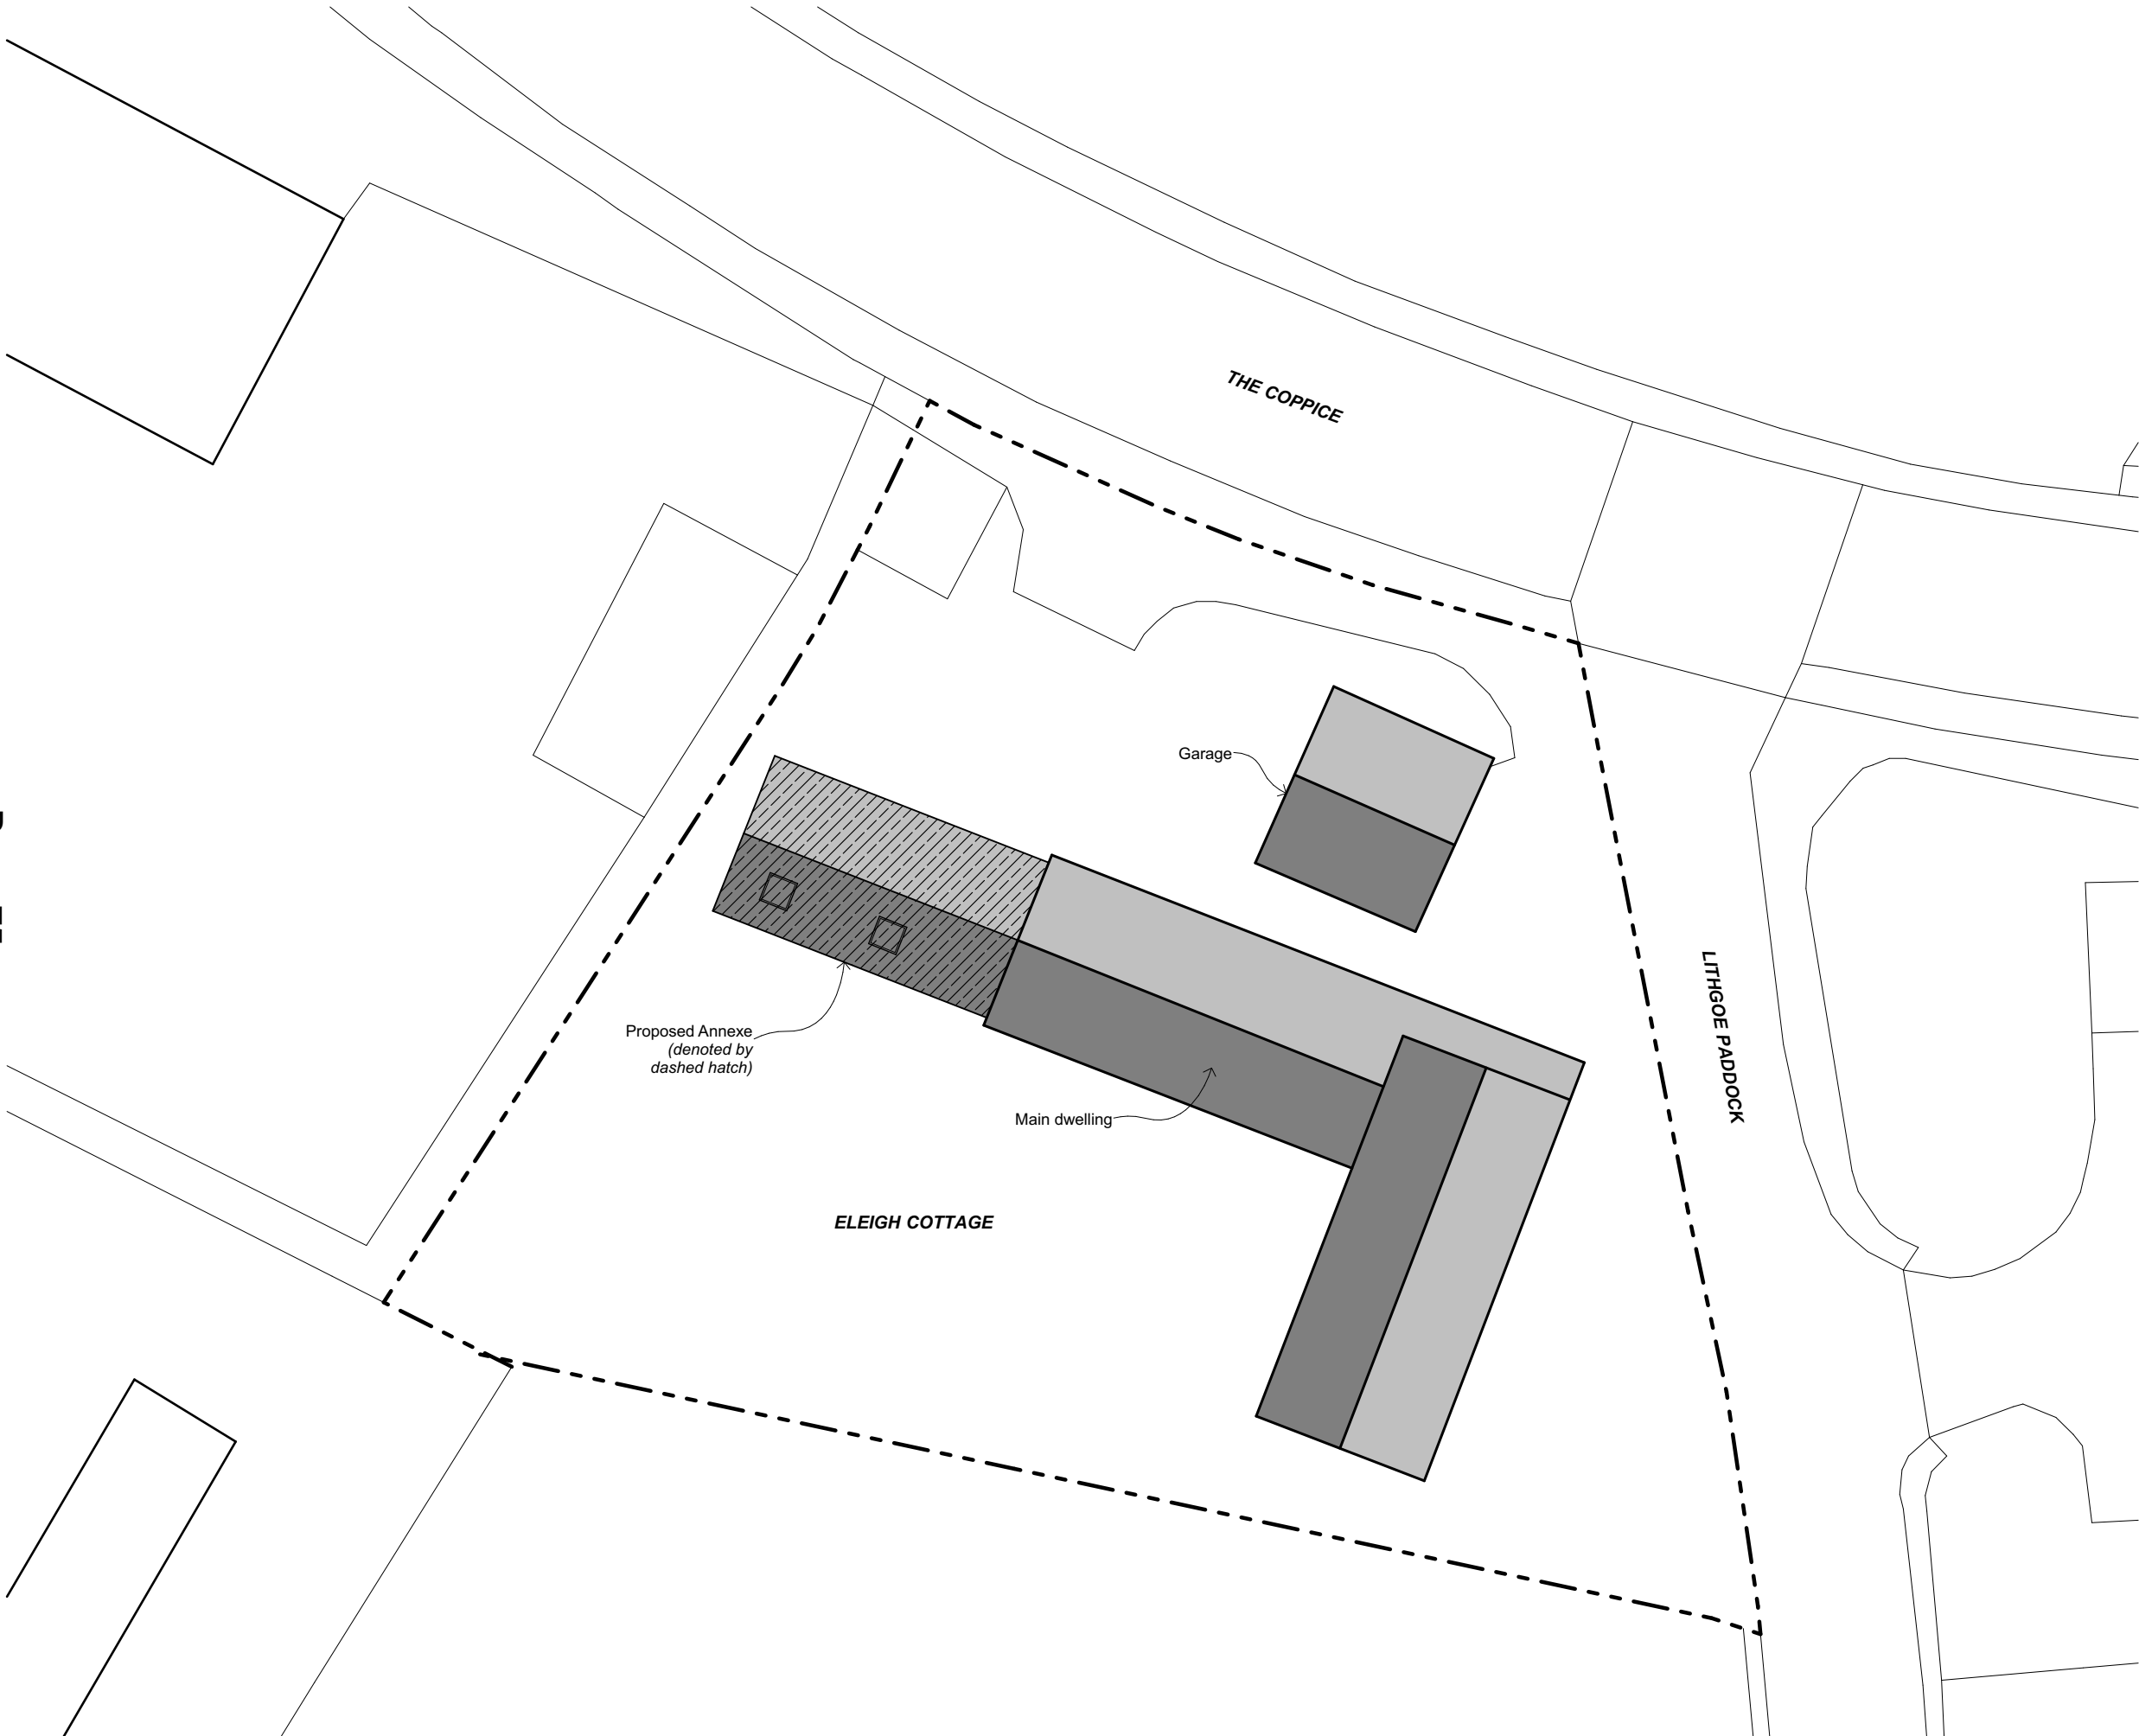 THE COPPICE
Garage
LITHGOE PADDOCK
Proposed Annexe
(denoted by
dashed hatch)
Main dwelling
ELEIGH COTTAGE